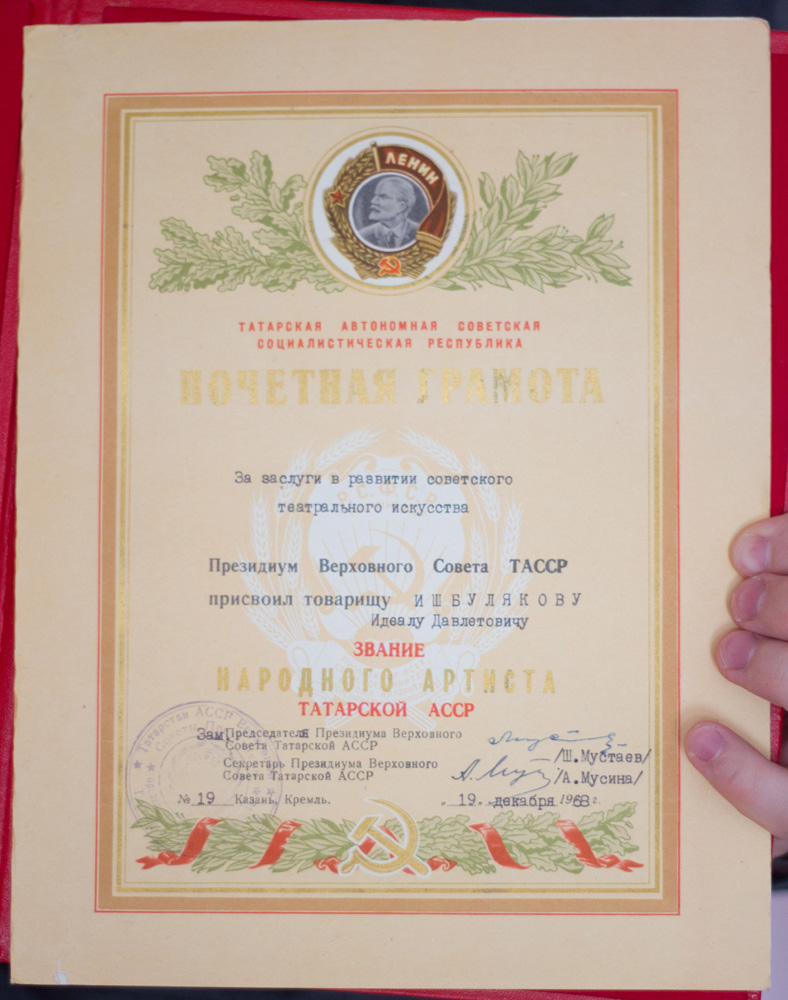 ЛЕНИН
ТАТАРСКАЯ АВТОНОМНАЯ СОВЕТСКАЯ
СОЦИАЛИСТИЧЕСКАЯ РЕСПУБЛИКА
ПОЧЕТНАЯ ГРАМОТА
Р.С.Ф.С.Р.
За заслуги в развитии советского
театрального искусства
Президиум Верховного Совета ТАССР
присвоил товарищу ИШБУЛЯКОВУ
Идеалу Давлетовичу
ЗВАНИЕ
НАРОДНОГО АРТИСТА
ТАТАРСКОЙ АССР
Зам. Председателя Президиума Верховного
Совета Татарской АССР
/Ш.Мустаев/
Секретарь Президиума Верховного
Совета Татарской АССР
/А.Мусина/
№ 19 Казань, Кремль. „19" декабря 1968 г.
Татарстан АССР